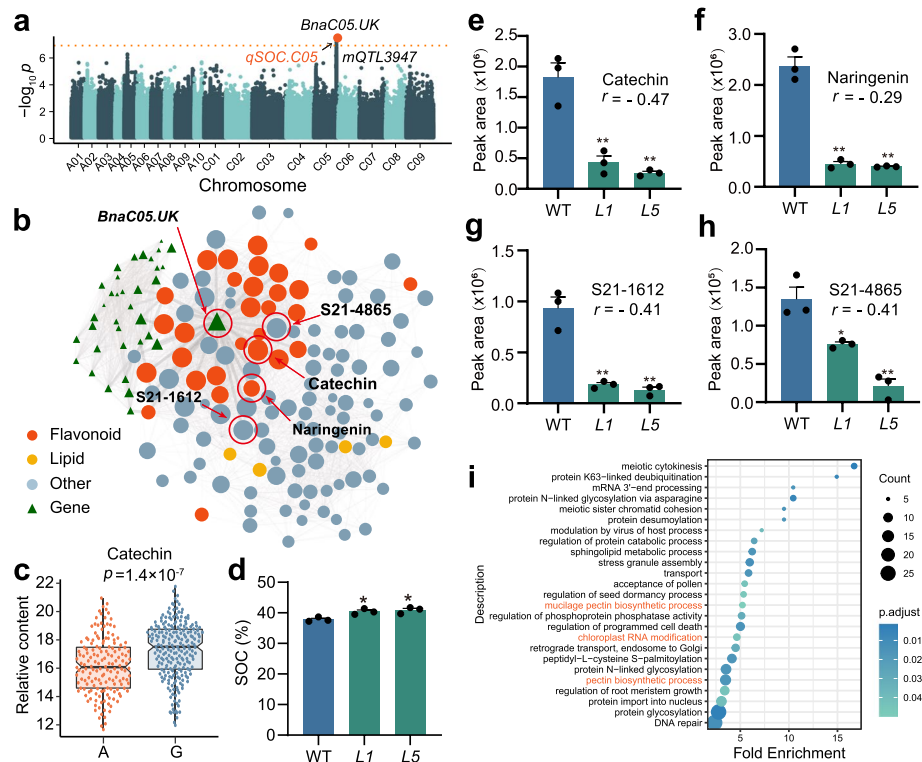 a
BnaC05.UK
qSOC.C05
mQTL3947
−log10 p
6
4
2
0
A01 A02 A03 A04 A05 A06 A07 A08 A09 A10 C01 C02 C03 C04 C05 C06 C07 C08 C09
Chromosome
b
BnaC05.UK
S21-4865
Catechin
S21-1612
Naringenin
Flavonoid
Lipid
Other
Gene
c
Catechin
p =1.4×10-7
Relative content
22
20
18
16
14
12
A
G
d
SOC (%)
50
40
30
20
10
0
* *
WT L1 L5
e
Peak area (x10⁶)
2.5
2.0
1.5
1.0
0.5
0.0
Catechin
r = - 0.47
** **
WT L1 L5
f
Peak area (x10⁶)
3.0
2.0
1.0
0.0
Naringenin
r = - 0.29
** **
WT L1 L5
g
Peak area (x10⁶)
1.5
1.0
0.5
0.0
S21-1612
r = - 0.41
** **
WT L1 L5
h
Peak area (x10⁵)
2.0
1.5
1.0
0.5
0.0
S21-4865
r = - 0.41
* **
WT L1 L5
i
Description
meiotic cytokinesis
protein K63−linked deubiquitination
mRNA 3'−end processing
protein N−linked glycosylation via asparagine
meiotic sister chromatid cohesion
protein desumoylation
modulation by virus of host process
regulation of protein catabolic process
sphingolipid metabolic process
stress granule assembly
transport
acceptance of pollen
regulation of seed dormancy process
mucilage pectin biosynthetic process
regulation of phosphoprotein phosphatase activity
regulation of programmed cell death
chloroplast RNA modification
retrograde transport, endosome to Golgi
peptidyl−L−cysteine S−palmitoylation
protein N−linked glycosylation
pectin biosynthetic process
regulation of root meristem growth
protein import into nucleus
protein glycosylation
DNA repair
5 10 15
Fold Enrichment
Count
5
10
15
20
25
p.adjust
0.01
0.02
0.03
0.04